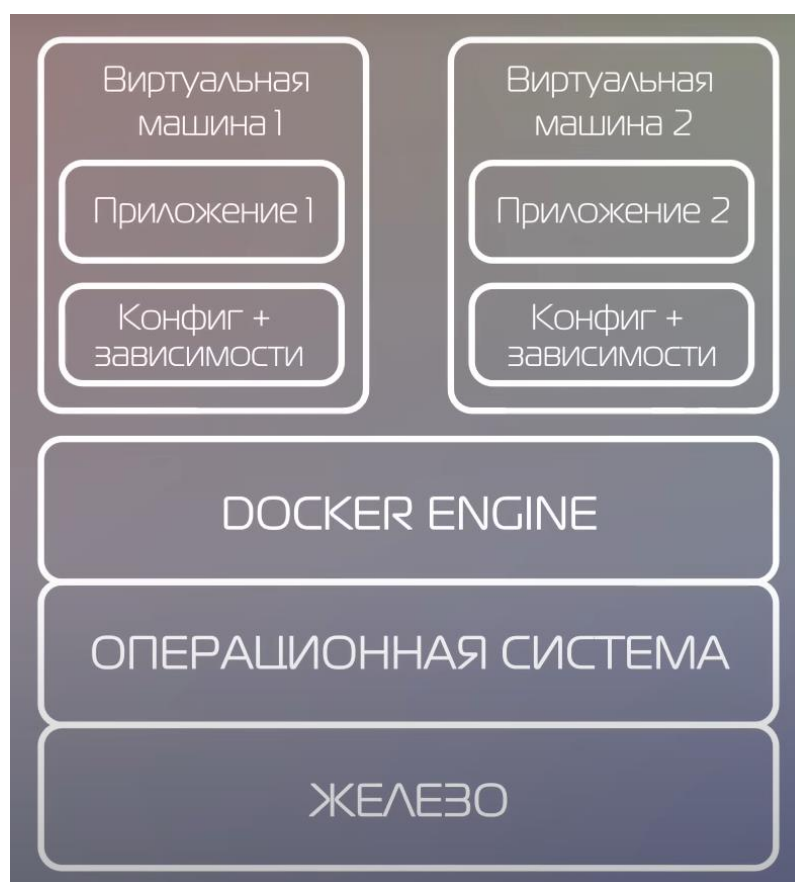 Виртуальная
машина 1
Приложение 1
Конфиг +
зависимости
Виртуальная
машина 2
Приложение 2
Конфиг +
зависимости
DOCKER ENGINE
ОПЕРАЦИОННАЯ СИСТЕМА
ЖЕЛЕЗО